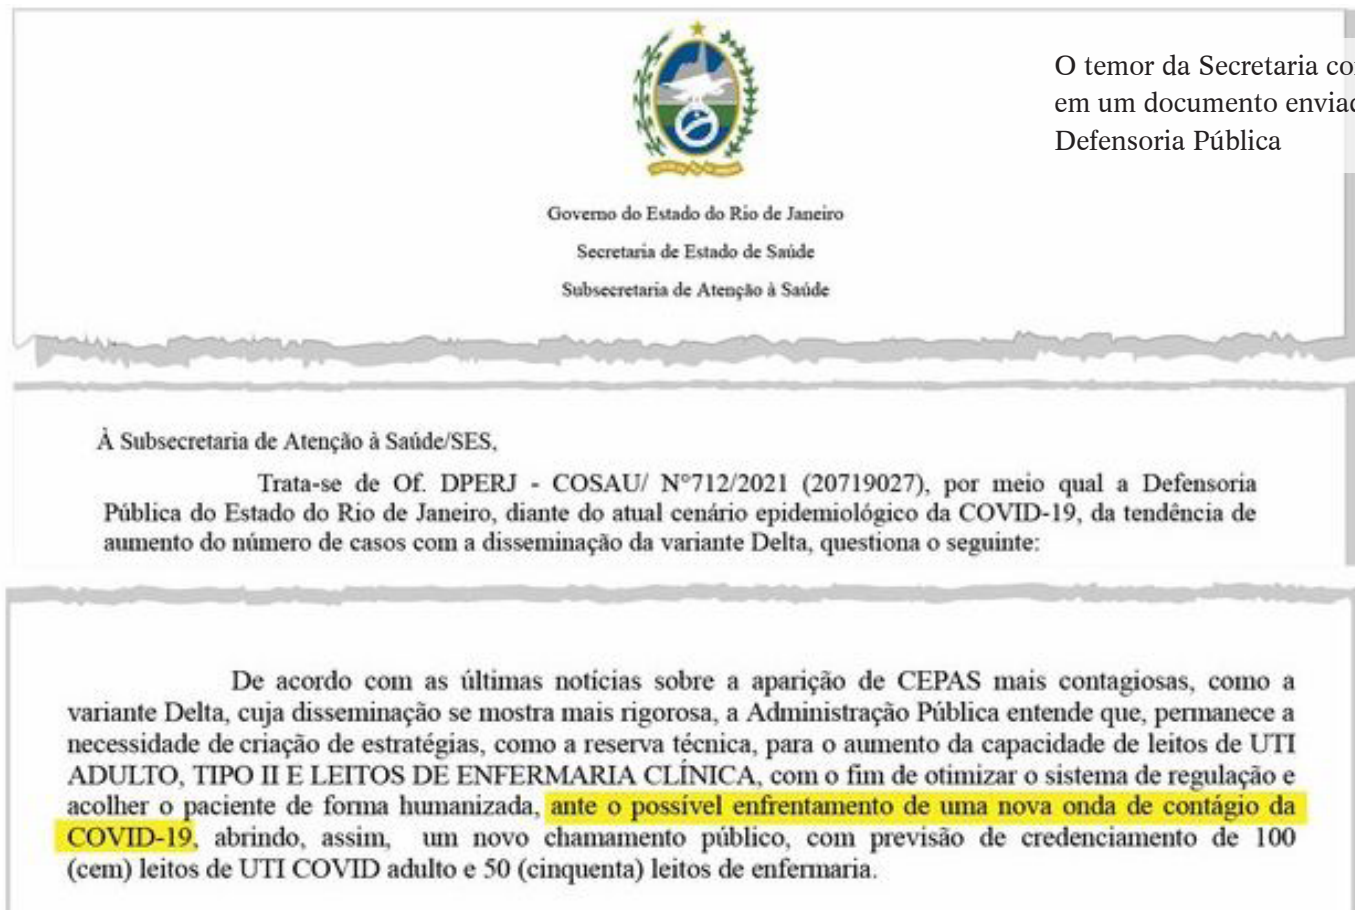 O temor da Secretaria
em um documento
Defensoria Pública
Governo do Estado do Rio de Janeiro
Secretaria de Estado de Saúde
Subsecretaria de Atenção à Saúde
À Subsecretaria de Atenção à Saúde/SES,
Trata-se de Of. DPERJ - COSAU/ Nº712/2021 (20719027), por meio qual a Defensoria
Pública do Estado do Rio de Janeiro, diante do atual cenário epidemiológico da COVID-19, da tendência de
aumento do número de casos com a disseminação da variante Delta, questiona o seguinte:
De acordo com as últimas notícias sobre a aparição de CEPAS mais contagiosas, como a
variante Delta, cuja disseminação se mostra mais rigorosa, a Administração Pública entende que, permanece a
necessidade de criação de estratégias, como a reserva técnica, para o aumento da capacidade de leitos de UTI
ADULTO, TIPO II E LEITOS DE ENFERMARIA CLÍNICA, com o fim de otimizar o sistema de regulação e
acolher o paciente de forma humanizada, ante o possível enfrentamento de uma nova onda de contágio da
COVID-19, abrindo, assim, um novo chamamento público, com previsão de credenciamento de 100
(cem) leitos de UTI COVID adulto e 50 (cinquenta) leitos de enfermaria.